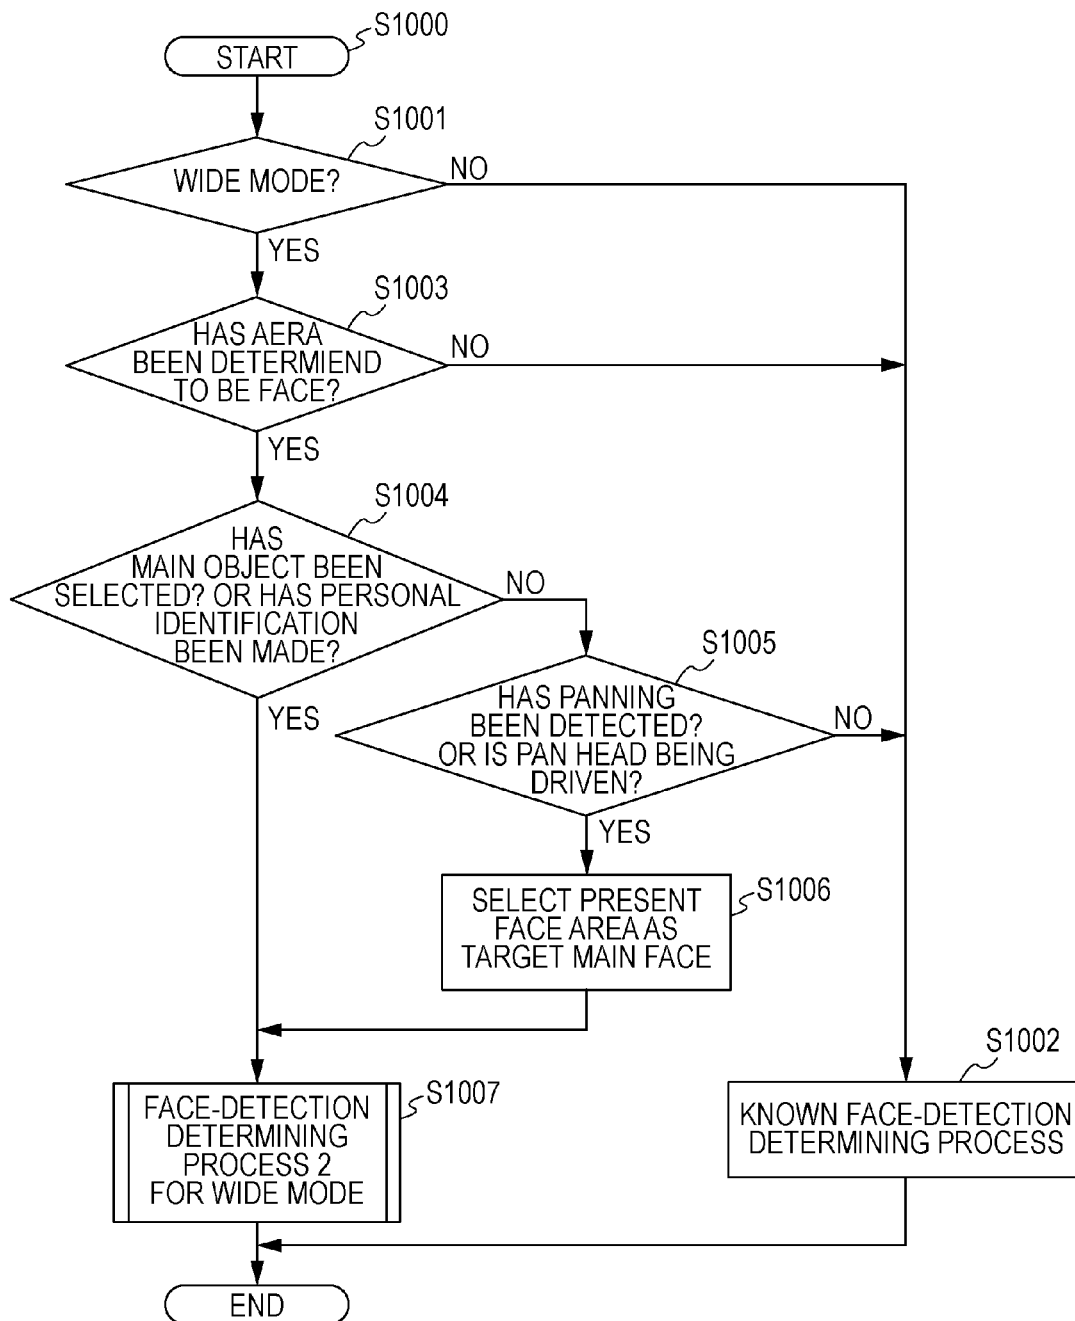 S1000
START
S1001
WIDE MODE?
NO
YES
S1003
HAS AERA
BEEN DETERMIEND
TO BE FACE?
NO
YES
S1004
HAS
MAIN OBJECT BEEN
SELECTED? OR HAS PERSONAL
IDENTIFICATION
BEEN MADE?
NO
YES
S1005
HAS PANNING
BEEN DETECTED?
OR IS PAN HEAD BEING
DRIVEN?
NO
YES
S1006
SELECT PRESENT
FACE AREA AS
TARGET MAIN FACE
S1007
FACE-DETECTION
DETERMINING
PROCESS 2
FOR WIDE MODE
S1002
KNOWN FACE-DETECTION
DETERMINING PROCESS
END